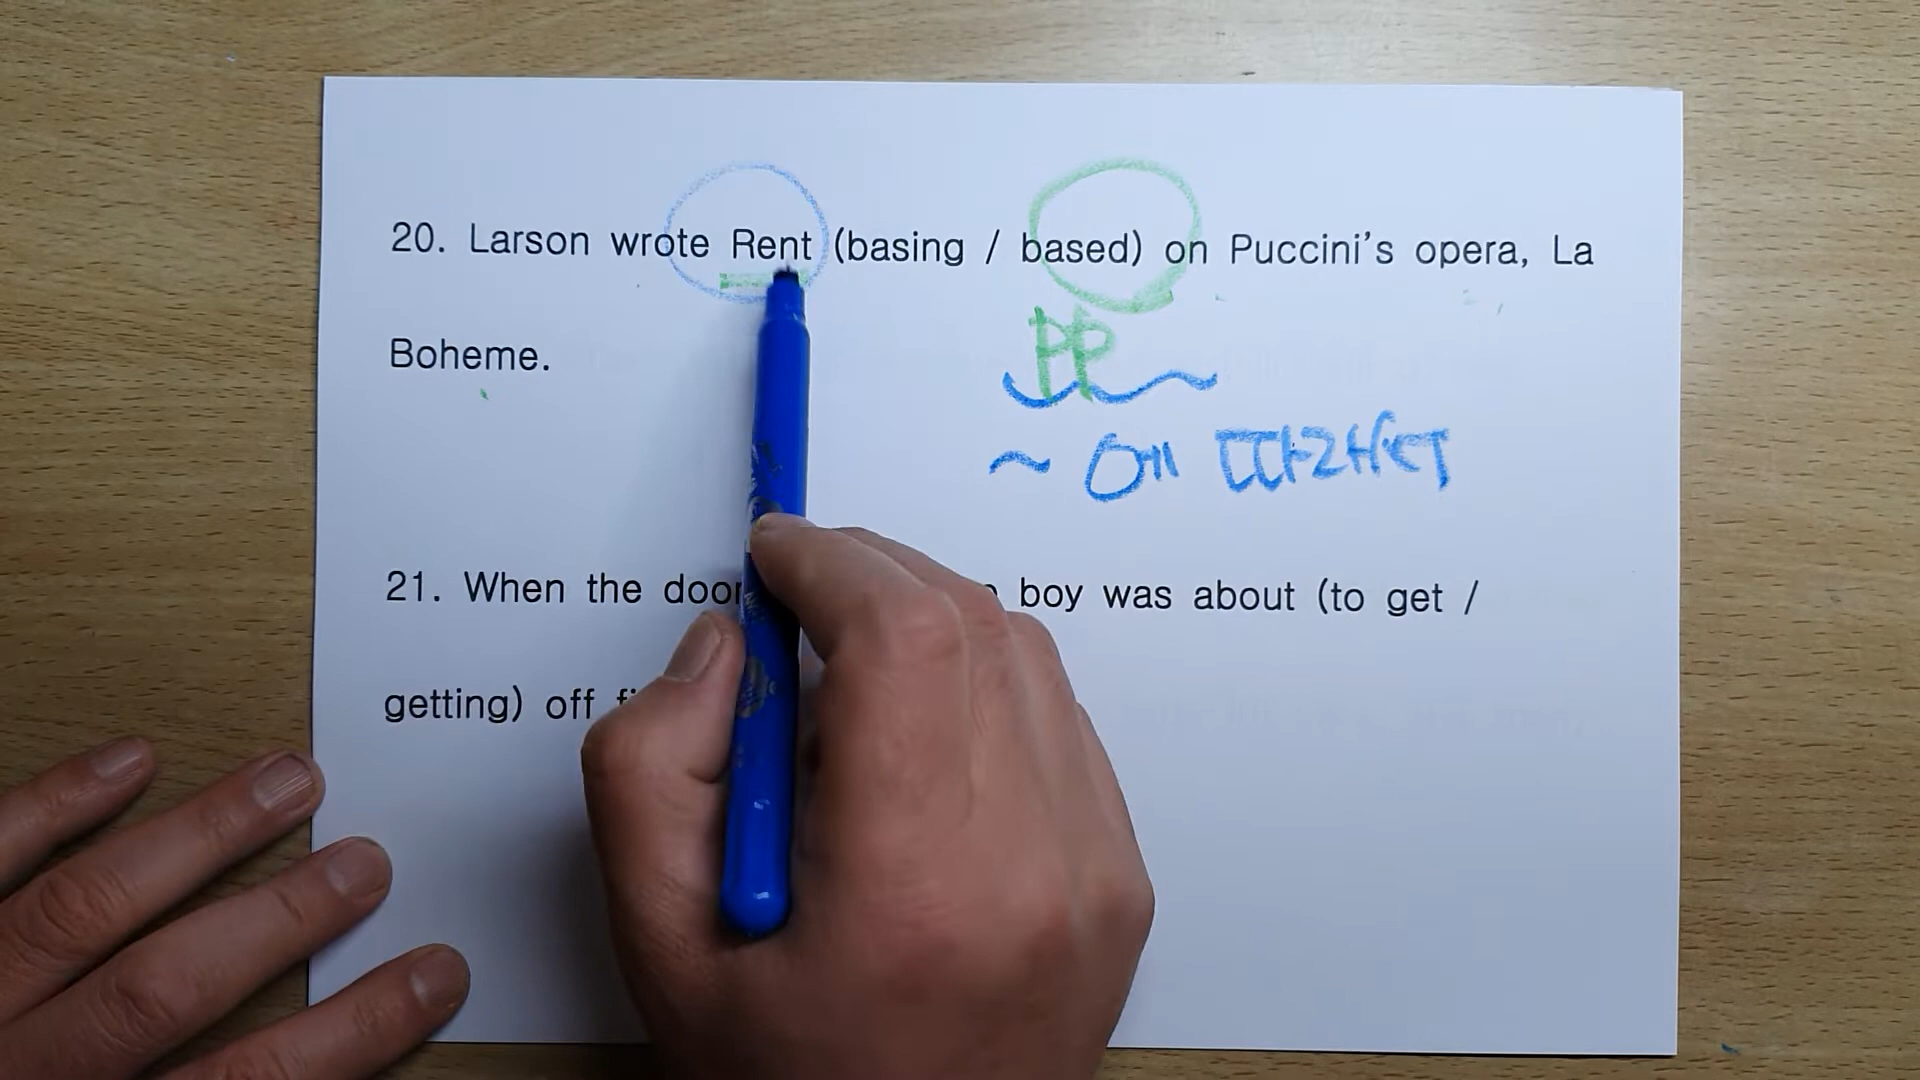 20. Larson wrote Rent (basing / based) on Puccini's opera, La
Boheme.
PP
~ 에 따라서
21. When the door boy was about (to get /
getting) off